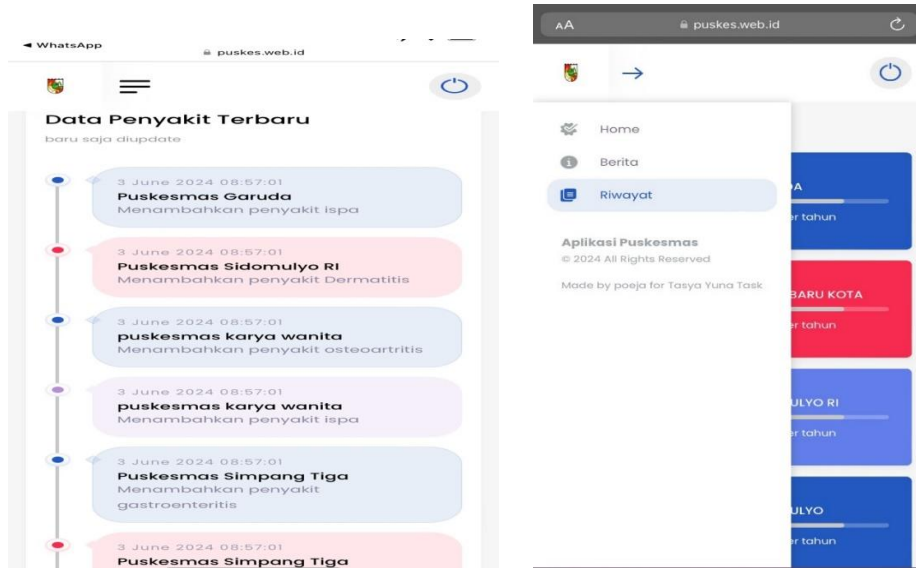 WhatsApp
puskes.web.id
Data Penyakit Terbaru
baru saja diupdate
3 June 2024 08:57:01
Puskesmas Garuda
Menambahkan penyakit ispa
3 June 2024 08:57:01
Puskesmas Sidomulyo RI
Menambahkan penyakit Dermatitis
3 June 2024 08:57:01
puskesmas karya wanita
Menambahkan penyakit osteoartritis
3 June 2024 08:57:01
puskesmas karya wanita
Menambahkan penyakit ispa
3 June 2024 08:57:01
Puskesmas Simpang Tiga
Menambahkan penyakit
gastroenteritis
3 June 2024 08:57:01
Puskesmas Simpang Tiga
AA
puskes.web.id
Home
Berita
Riwayat
Aplikasi Puskesmas
© 2024 All Rights Reserved
Made by poeja for Tasya Yuna Task
DA
er tahun
BARU KOTA
er tahun
ULYO RI
er tahun
ULYO
er tahun